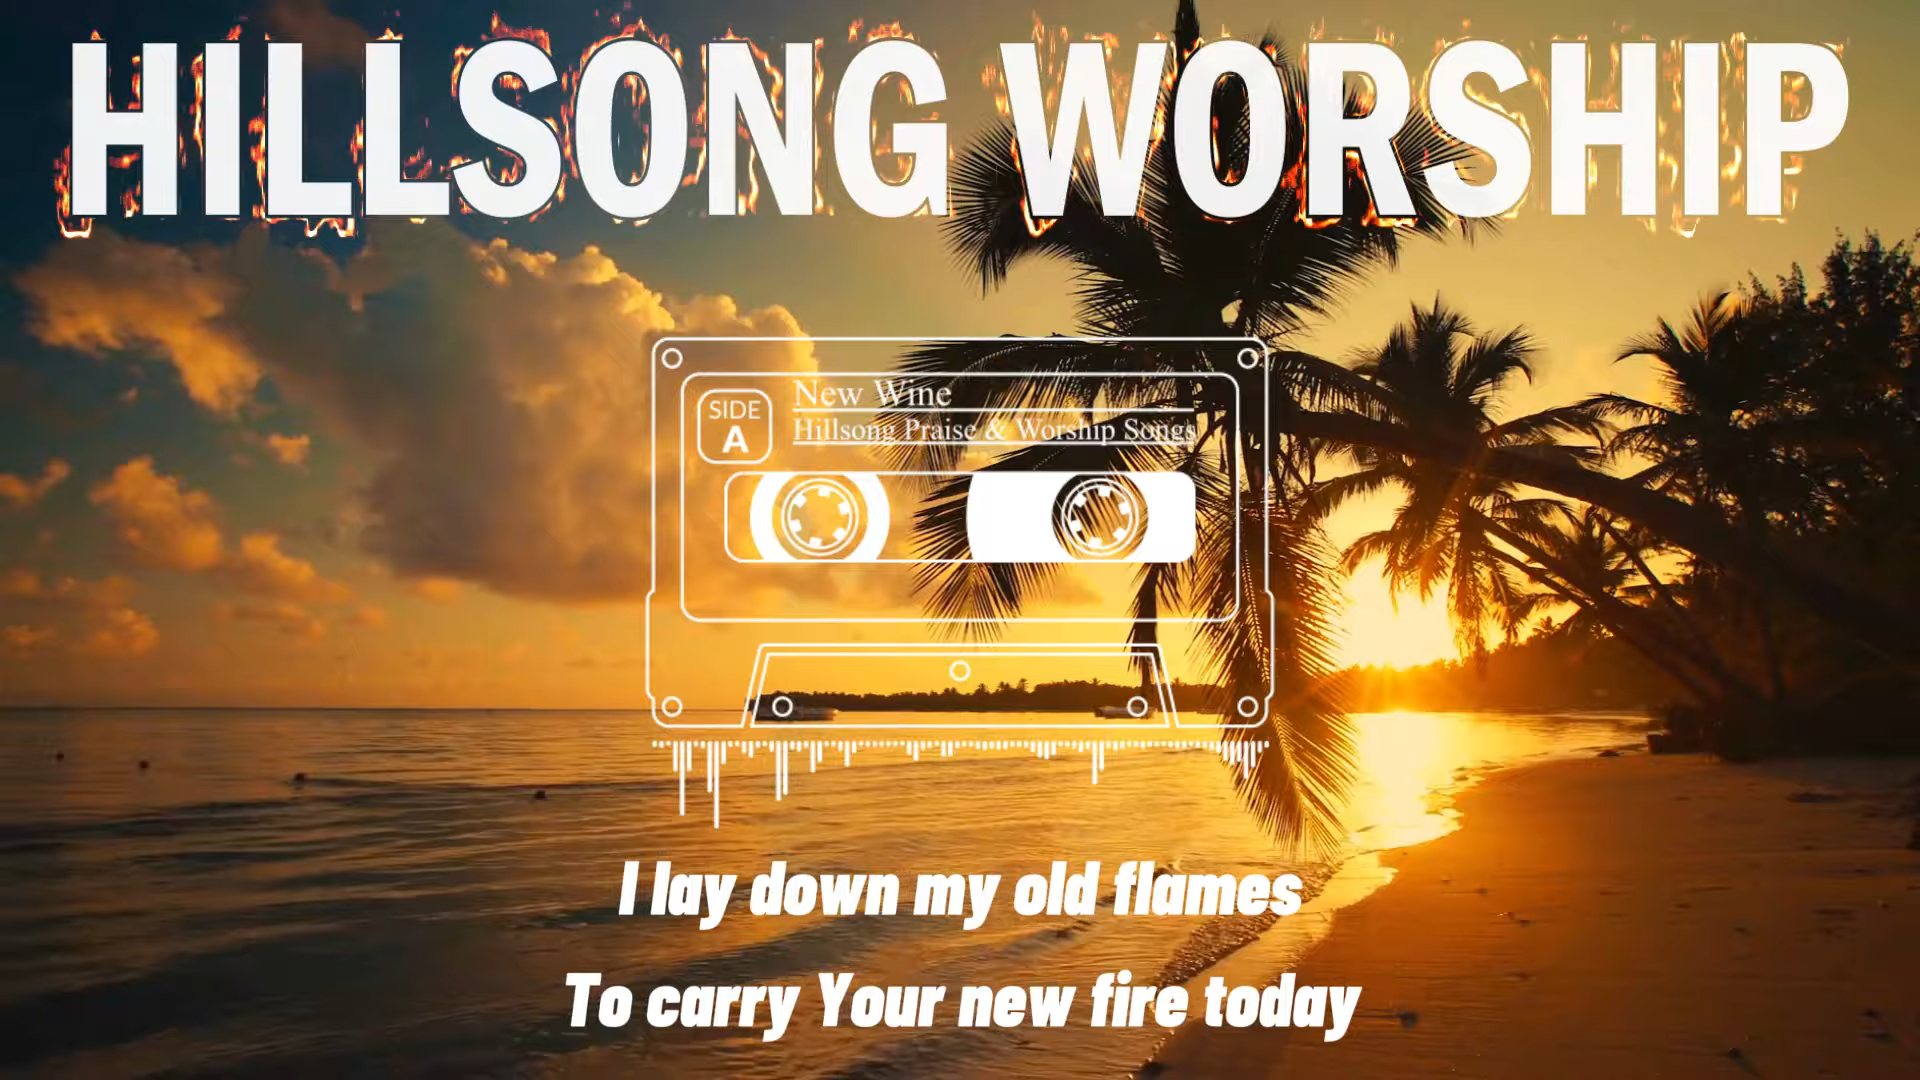 HILLSONG WORSHIP
SIDE
A
New Wine
Hillsong Praise & Worship Songs
I lay down my old flames
To carry Your new fire today